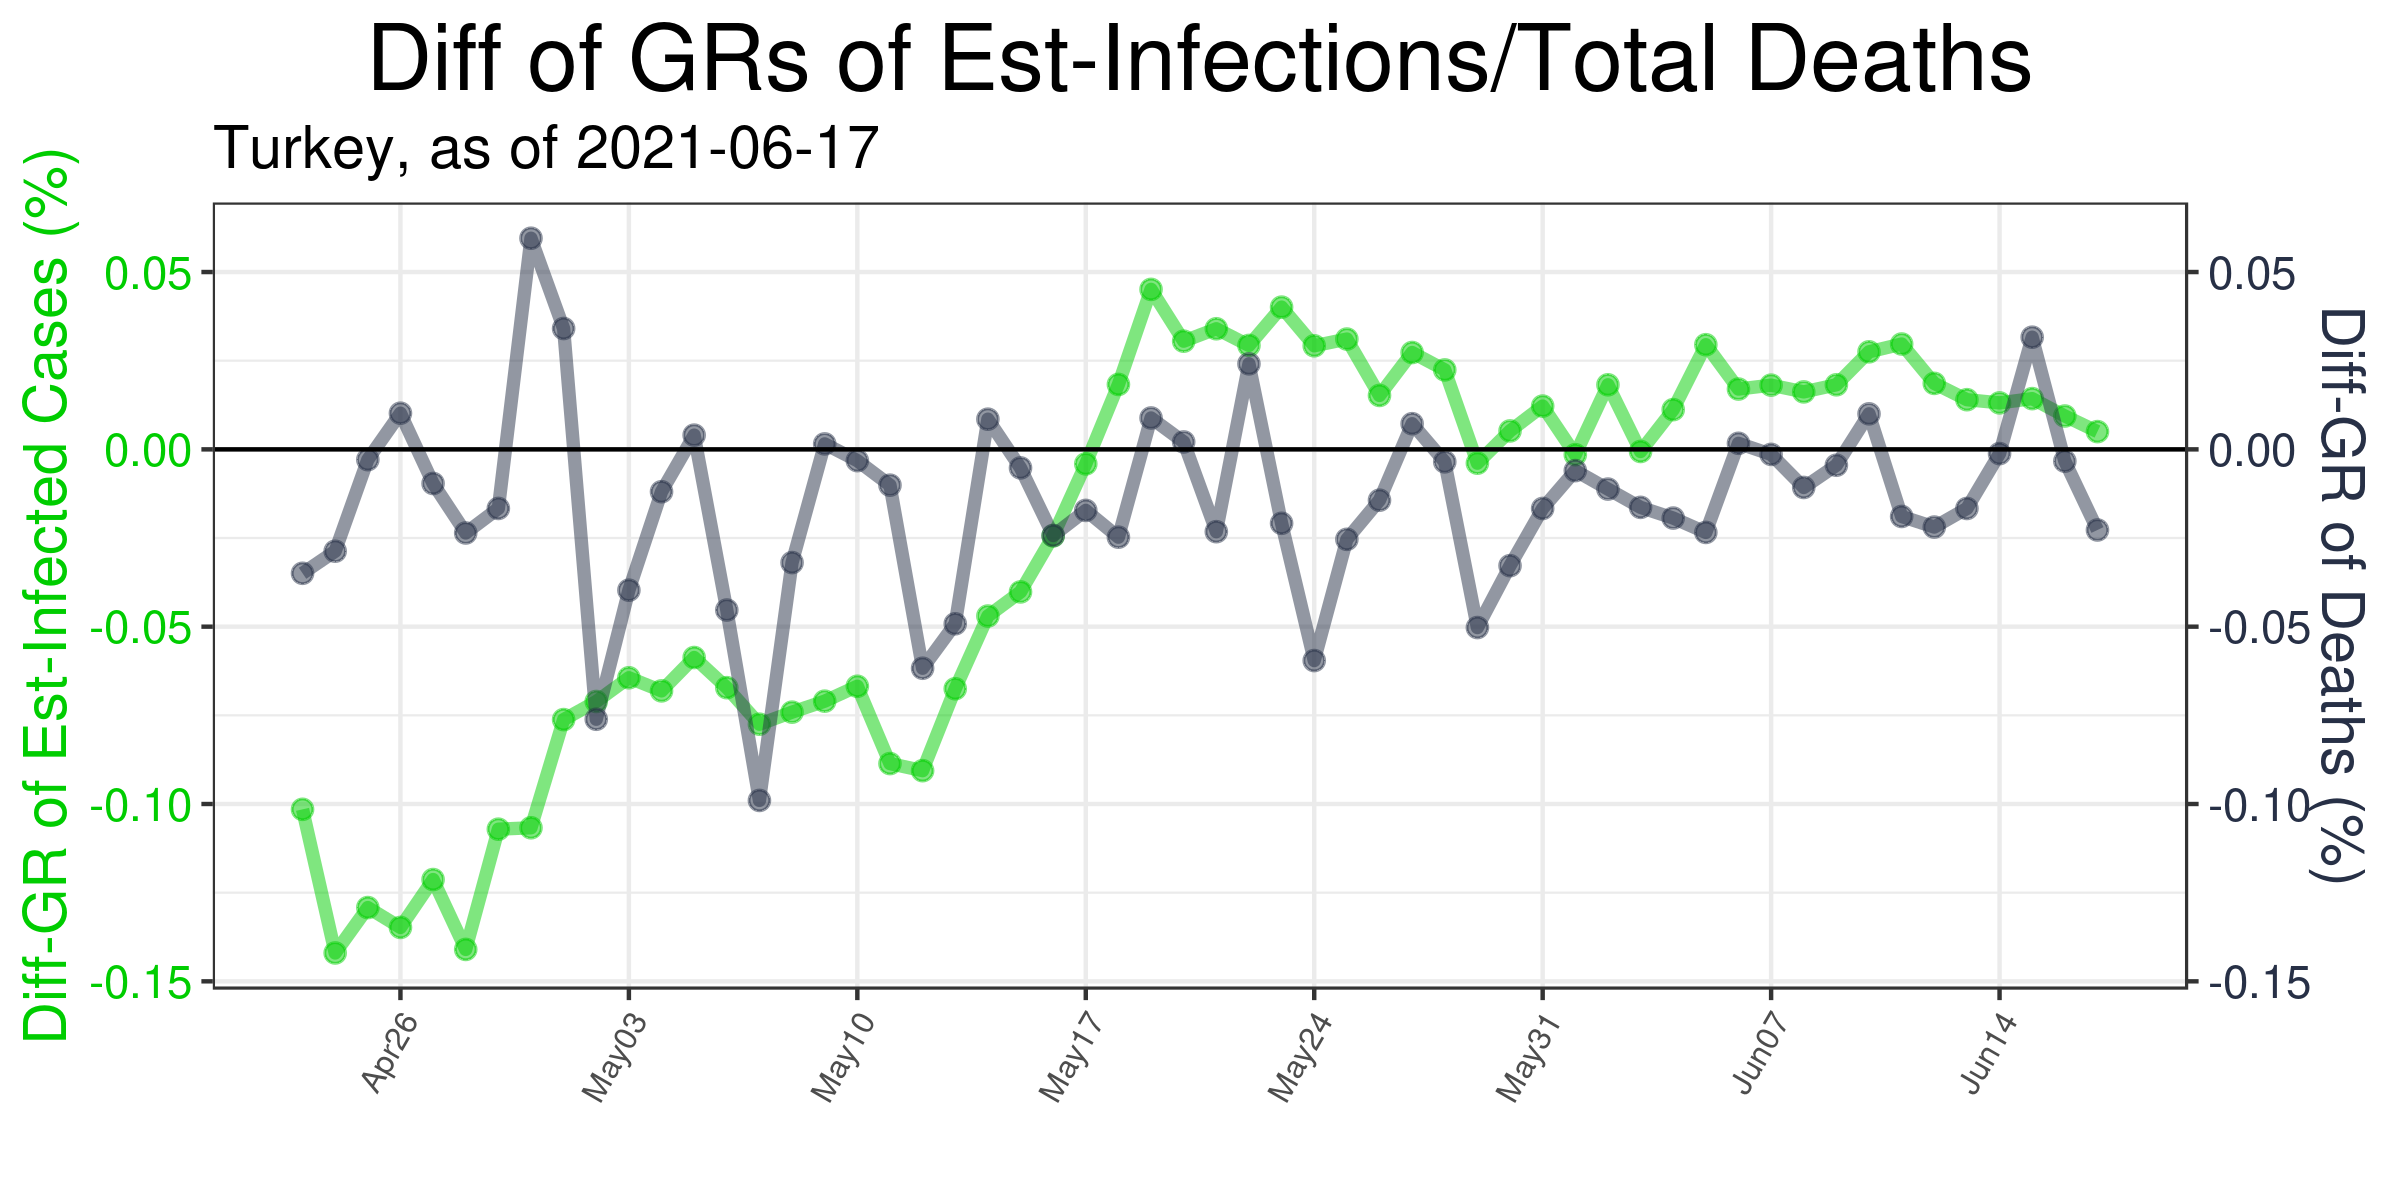 Diff of GRs of Est-Infections/Total Deaths
Turkey, as of 2021-06-17
Diff-GR of Est-Infected Cases (%)
0.05
0.00
-0.05
-0.10
-0.15
0.05
0.00
-0.05
-0.10
-0.15
Diff-GR of Deaths (%)
Apr26
May03
May10
May17
May24
May31
Jun07
Jun14